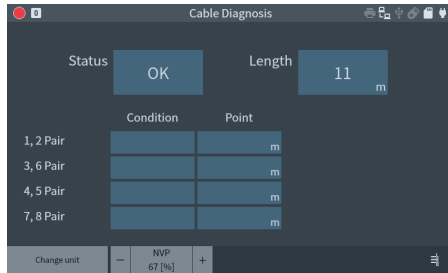 0 Cable Diagnosis
Status OK Length 11 m
Condition Point
1, 2 Pair m
3, 6 Pair m
4, 5 Pair m
7, 8 Pair m
Change unit − NVP +
67 [%]